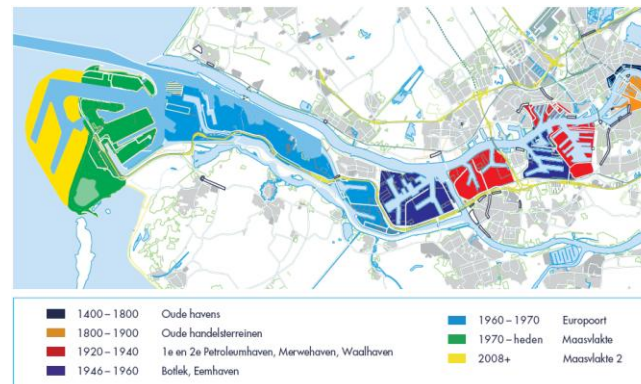 1400 – 1800 Oude havens
1800 – 1900 Oude handelsterreinen
1920 – 1940 1e en 2e Petroleumhaven, Merwehaven, Waalhaven
1946 – 1960 Botlek, Eemhaven
1960 – 1970 Europoort
1970 – heden Maasvlakte
2008+ Maasvlakte 2